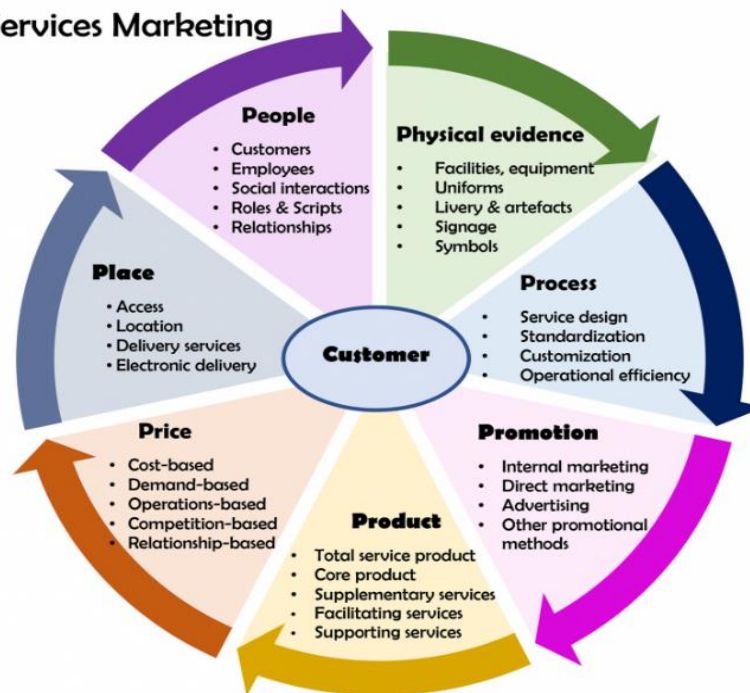 ervices Marketing
People
• Customers
• Employees
• Social interactions
• Roles & Scripts
• Relationships
Physical evidence
• Facilities, equipment
• Uniforms
• Livery & artefacts
• Signage
• Symbols
Process
• Service design
• Standardization
• Customization
• Operational efficiency
Promotion
• Internal marketing
• Direct marketing
• Advertising
• Other promotional
methods
Product
• Total service product
• Core product
• Supplementary services
• Facilitating services
• Supporting services
Price
• Cost-based
• Demand-based
• Operations-based
• Competition-based
• Relationship-based
Place
• Access
• Location
• Delivery services
• Electronic delivery
Customer